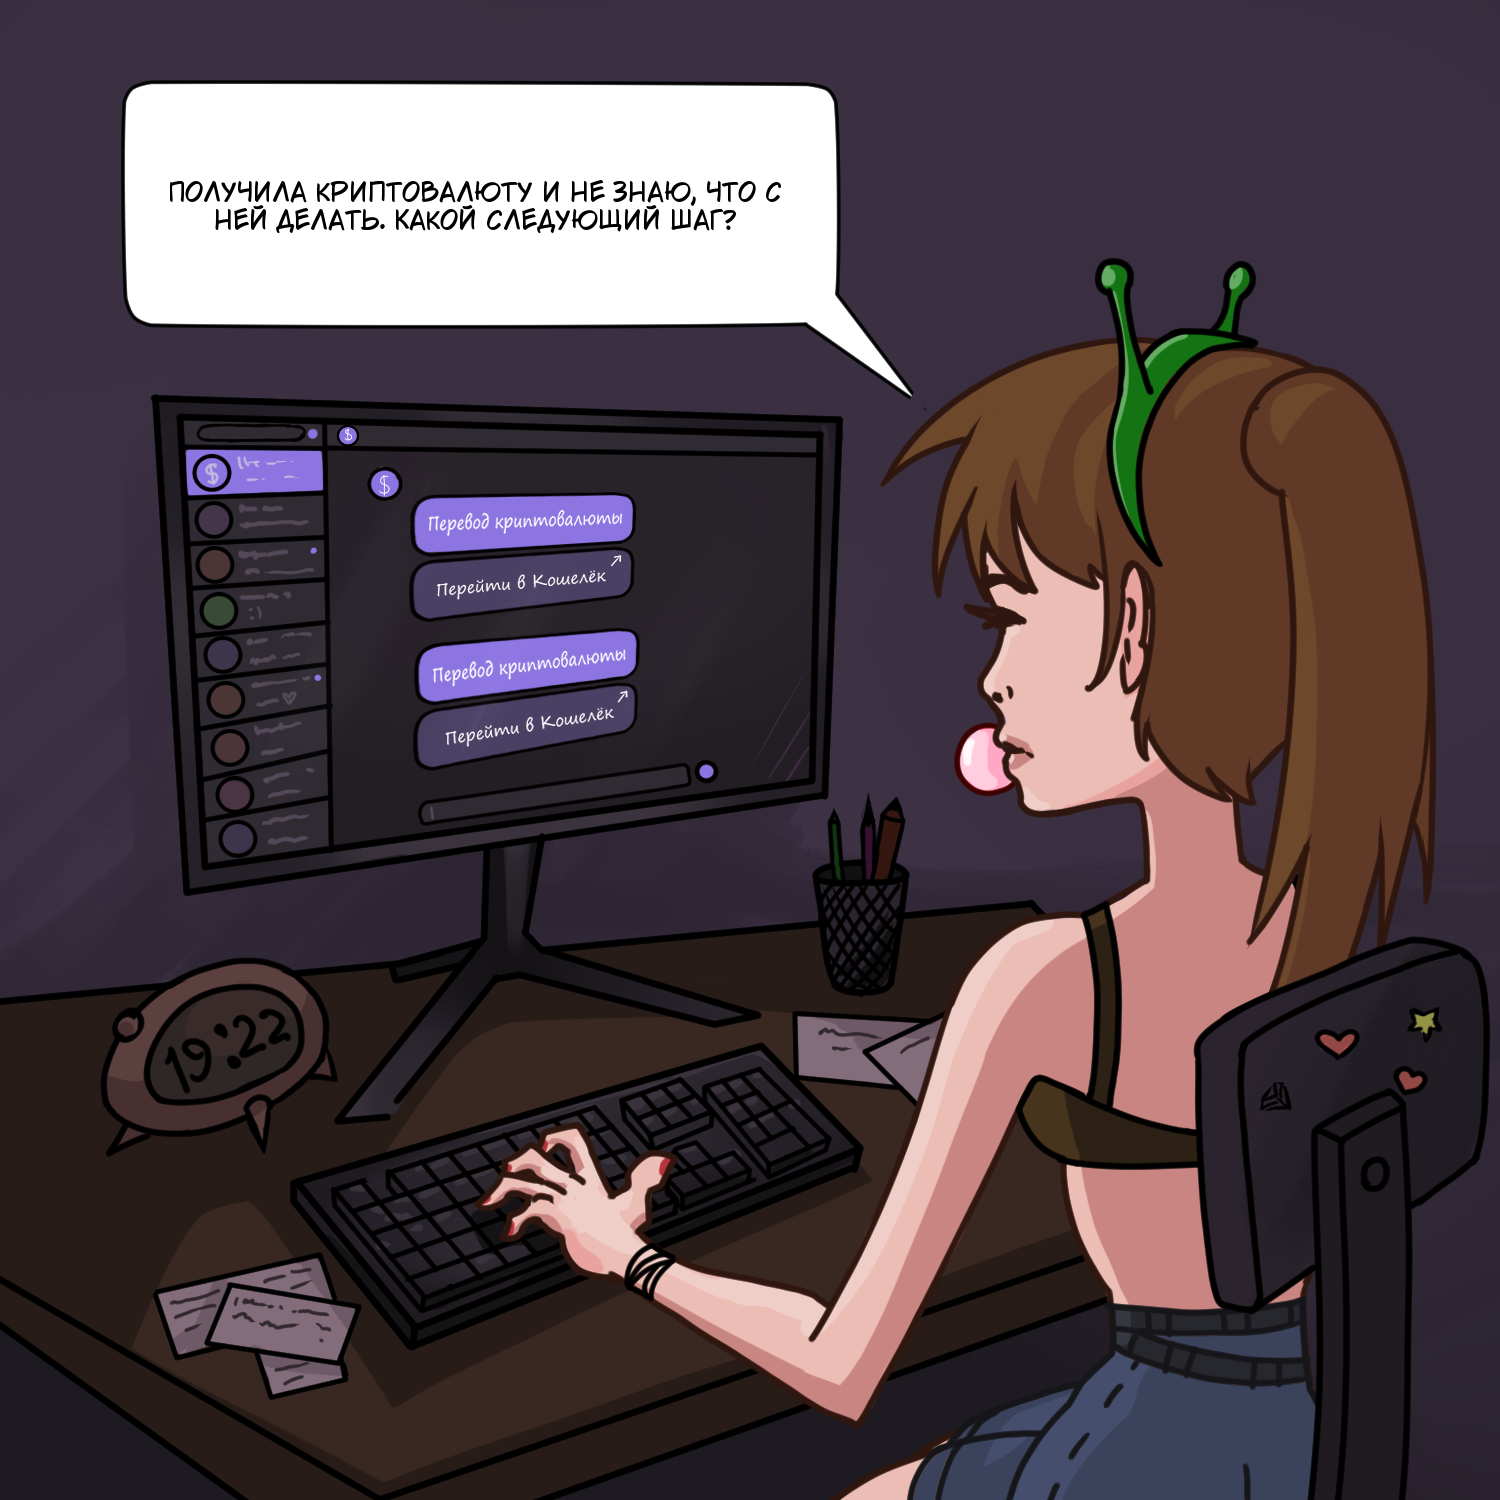 ПОЛУЧИЛА КРИПТОВАЛЮТУ И НЕ ЗНАЮ, ЧТО С
НЕЙ ДЕЛАТЬ. КАКОЙ СЛЕДУЮЩИЙ ШАГ?
$
$
$
:)
Перевод криптовалюты
Перейти в Кошелёк
Перевод криптовалюты
Перейти в Кошелёк
19:22